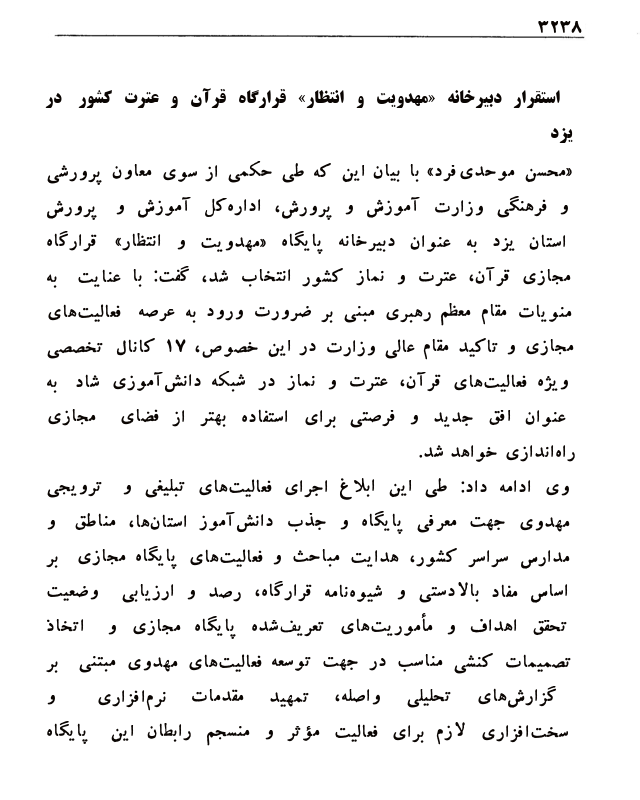 ۳۲۳۸
استقرار دبیرخانه «مهدویت و انتظار» قرارگاه قرآن و عترت کشور در
یزد
«محسن موحدی‌فرد» با بیان این که طی حکمی از سوی معاون پرورشی
و فرهنگی وزارت آموزش و پرورش، اداره‌کل آموزش و پرورش
استان یزد به عنوان دبیرخانه پایگاه «مهدویت و انتظار» قرارگاه
مجازی قرآن، عترت و نماز کشور انتخاب شد، گفت: با عنایت به
منویات مقام معظم رهبری مبنی بر ضرورت ورود به عرصه فعالیت‌های
مجازی و تاکید مقام عالی وزارت در این خصوص، ۱۷ کانال تخصصی
ویژه فعالیت‌های قرآن، عترت و نماز در شبکه دانش‌آموزی شاد به
عنوان افق جدید و فرصتی برای استفاده بهتر از فضای مجازی
راه‌اندازی خواهد شد.
وی ادامه داد: طی این ابلاغ اجرای فعالیت‌های تبلیغی و ترویجی
مهدوی جهت معرفی پایگاه و جذب دانش‌آموز استان‌ها، مناطق و
مدارس سراسر کشور، هدایت مباحث و فعالیت‌های پایگاه مجازی بر
اساس مفاد بالادستی و شیوه‌نامه قرارگاه، رصد و ارزیابی وضعیت
تحقق اهداف و مأموریت‌های تعریف‌شده پایگاه مجازی و اتخاذ
تصمیمات کنشی مناسب در جهت توسعه فعالیت‌های مهدوی مبتنی بر
گزارش‌های تحلیلی واصله، تمهید مقدمات نرم‌افزاری و
سخت‌افزاری لازم برای فعالیت مؤثر و منسجم رابطان این پایگاه